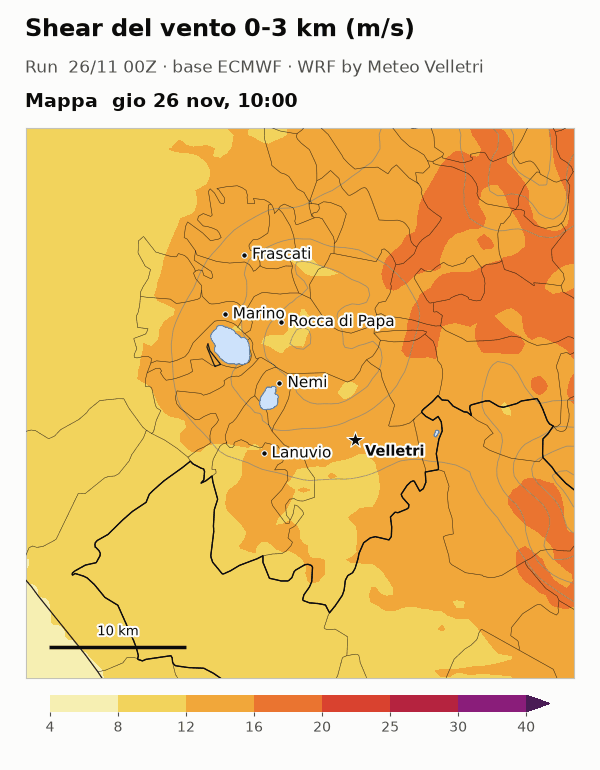 Shear del vento 0-3 km (m/s)
Run  26/11 00Z · base ECMWF · WRF by Meteo Velletri
Mappa  gio 26 nov, 10:00
Frascati
Marino
Rocca di Papa
Nemi
Velletri
Lanuvio
10 km
4 8 12 16 20 25 30 40